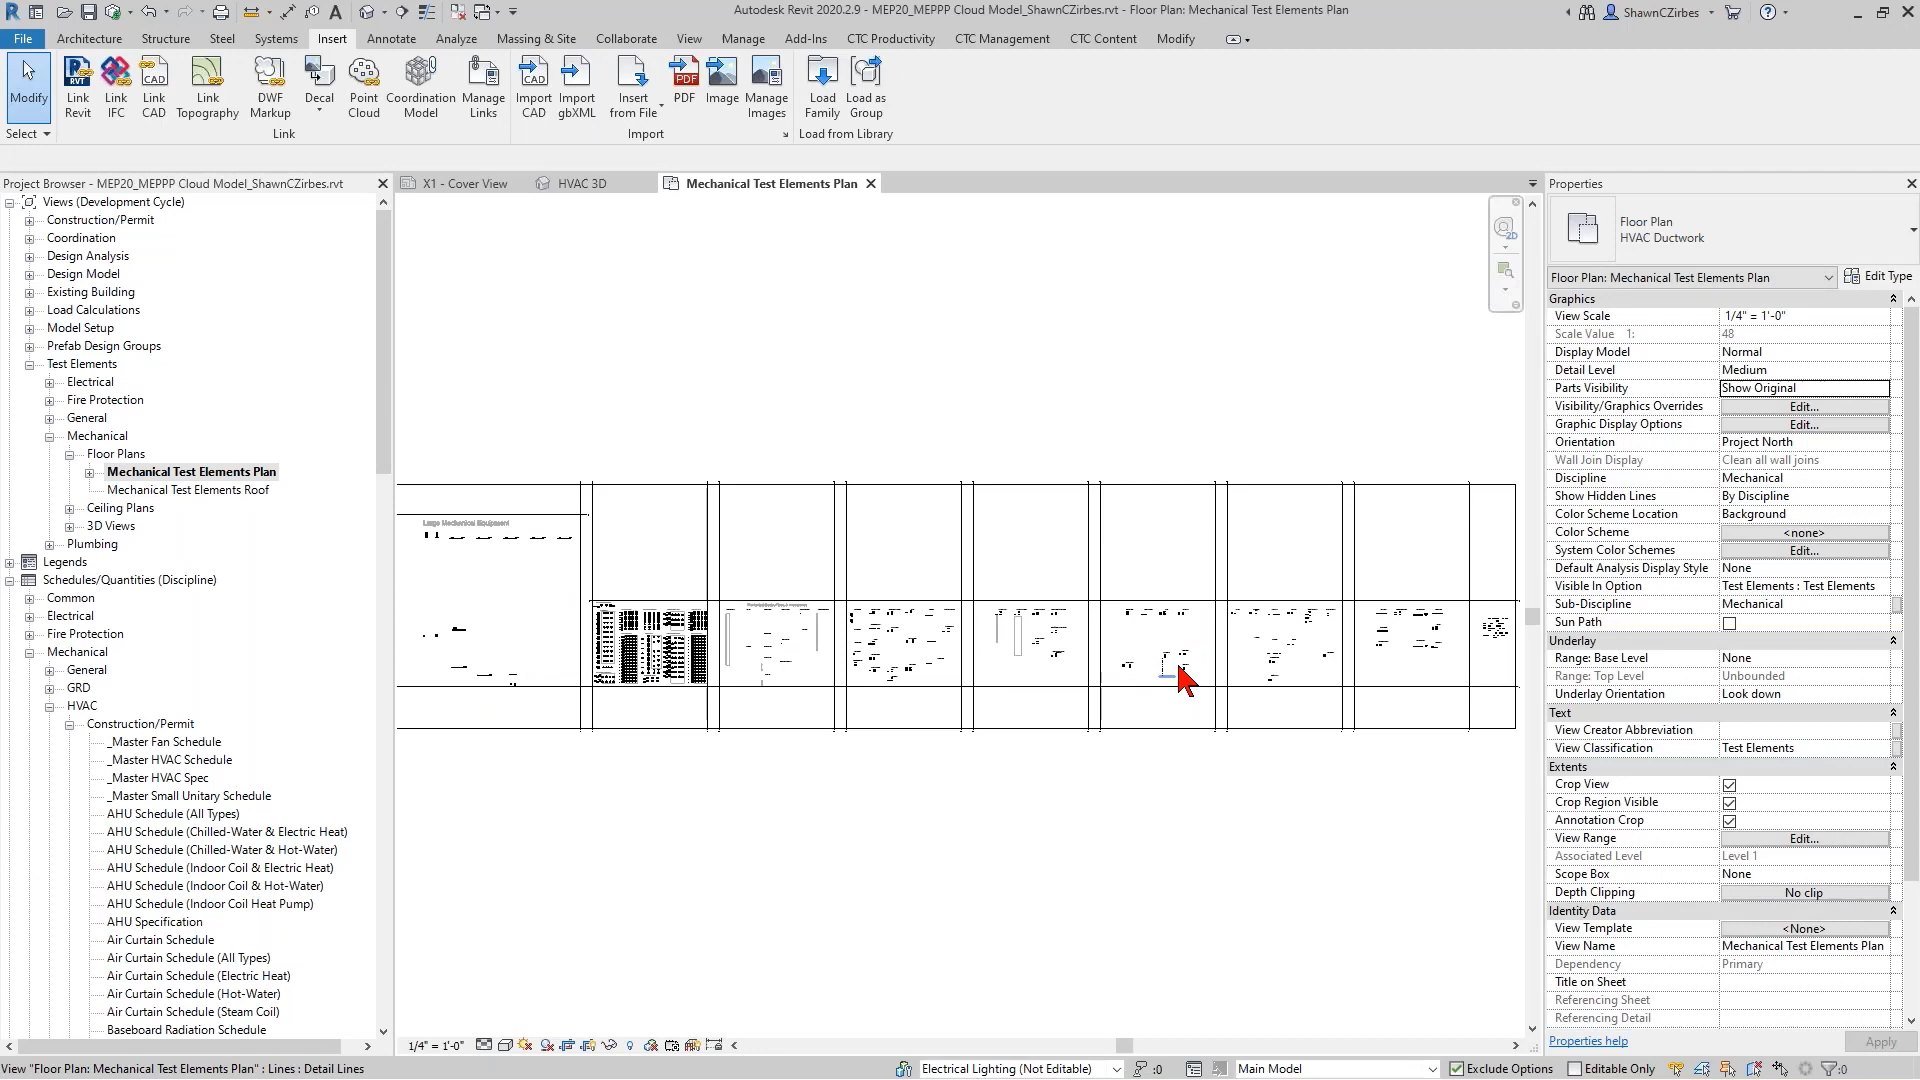 Autodesk Revit 2020.2.9 - MEP20_MEPPP Cloud Model_ShawnCZirbes.rvt - Floor Plan: Mechanical Test Elements Plan
ShawnCZirbes
File Architecture Structure Steel Systems Insert Annotate Analyze Massing & Site Collaborate View Manage Add-Ins CTC Productivity CTC Management CTC Content Modify
Modify
Link Revit
Link IFC
Link CAD
Link Topography
DWF Markup
Decal
Point Cloud
Coordination Model
Manage Links
Import CAD
Import gbXML
Insert from File
PDF
Image
Manage Images
Load Family
Load as Group
Select
Link
Import
Load from Library
Project Browser - MEP20_MEPPP Cloud Model_ShawnCZirbes.rvt
Views (Development Cycle)
Construction/Permit
Coordination
Design Analysis
Design Model
Existing Building
Load Calculations
Model Setup
Prefab Design Groups
Test Elements
Electrical
Fire Protection
General
Mechanical
Floor Plans
Mechanical Test Elements Plan
Mechanical Test Elements Roof
Ceiling Plans
3D Views
Plumbing
Legends
Schedules/Quantities (Discipline)
Common
Electrical
Fire Protection
Mechanical
General
GRD
HVAC
Construction/Permit
_Master Fan Schedule
_Master HVAC Schedule
_Master HVAC Spec
_Master Small Unitary Schedule
AHU Schedule (All Types)
AHU Schedule (Chilled-Water & Electric Heat)
AHU Schedule (Chilled-Water & Hot-Water)
AHU Schedule (Indoor Coil & Electric Heat)
AHU Schedule (Indoor Coil & Hot-Water)
AHU Schedule (Indoor Coil Heat Pump)
AHU Specification
Air Curtain Schedule
Air Curtain Schedule (All Types)
Air Curtain Schedule (Electric Heat)
Air Curtain Schedule (Hot-Water)
Air Curtain Schedule (Steam Coil)
Baseboard Radiation Schedule
X1 - Cover View
HVAC 3D
Mechanical Test Elements Plan
2D
Large Mechanical Equipment
1/4" = 1'-0"
Properties
Floor Plan
HVAC Ductwork
Floor Plan: Mechanical Test Elements Plan
Edit Type
Graphics
View Scale 1/4" = 1'-0"
Scale Value 1: 48
Display Model Normal
Detail Level Medium
Parts Visibility Show Original
Visibility/Graphics Overrides Edit...
Graphic Display Options Edit...
Orientation Project North
Wall Join Display Clean all wall joins
Discipline Mechanical
Show Hidden Lines By Discipline
Color Scheme Location Background
Color Scheme <none>
System Color Schemes Edit...
Default Analysis Display Style None
Visible In Option Test Elements : Test Elements
Sub-Discipline Mechanical
Sun Path
Underlay
Range: Base Level None
Range: Top Level Unbounded
Underlay Orientation Look down
Text
View Creator Abbreviation
View Classification Test Elements
Extents
Crop View
Crop Region Visible
Annotation Crop
View Range Edit...
Associated Level Level 1
Scope Box None
Depth Clipping No clip
Identity Data
View Template <None>
View Name Mechanical Test Elements Plan
Dependency Primary
Title on Sheet
Referencing Sheet
Referencing Detail
Properties help
Apply
View "Floor Plan: Mechanical Test Elements Plan" : Lines : Detail Lines
Electrical Lighting (Not Editable)
:0
Main Model
Exclude Options
Editable Only
:0